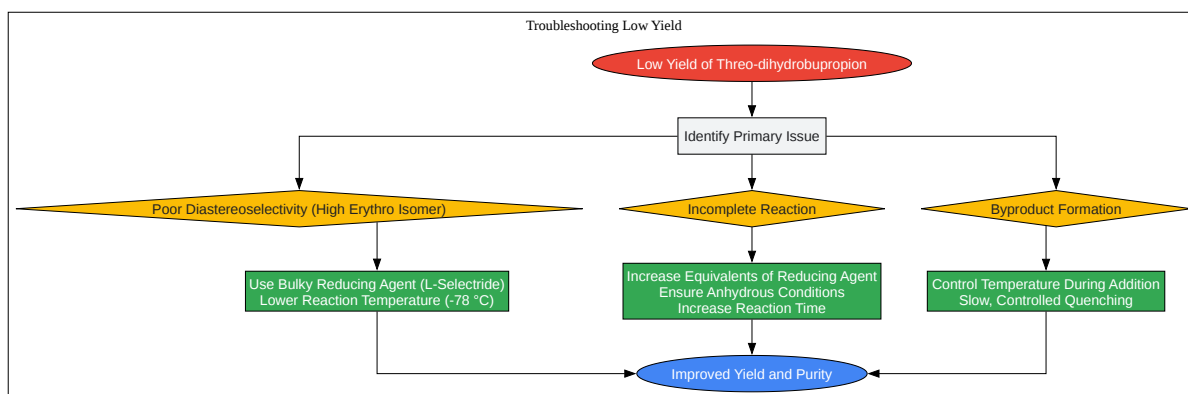 Troubleshooting Low Yield
Low Yield of Threo-dihydrobupropion
Identify Primary Issue
Poor Diastereoselectivity (High Erythro Isomer)
Incomplete Reaction
Byproduct Formation
Use Bulky Reducing Agent (L-Selectride)
Lower Reaction Temperature (-78 °C)
Increase Equivalents of Reducing Agent
Ensure Anhydrous Conditions
Increase Reaction Time
Control Temperature During Addition
Slow, Controlled Quenching
Improved Yield and Purity